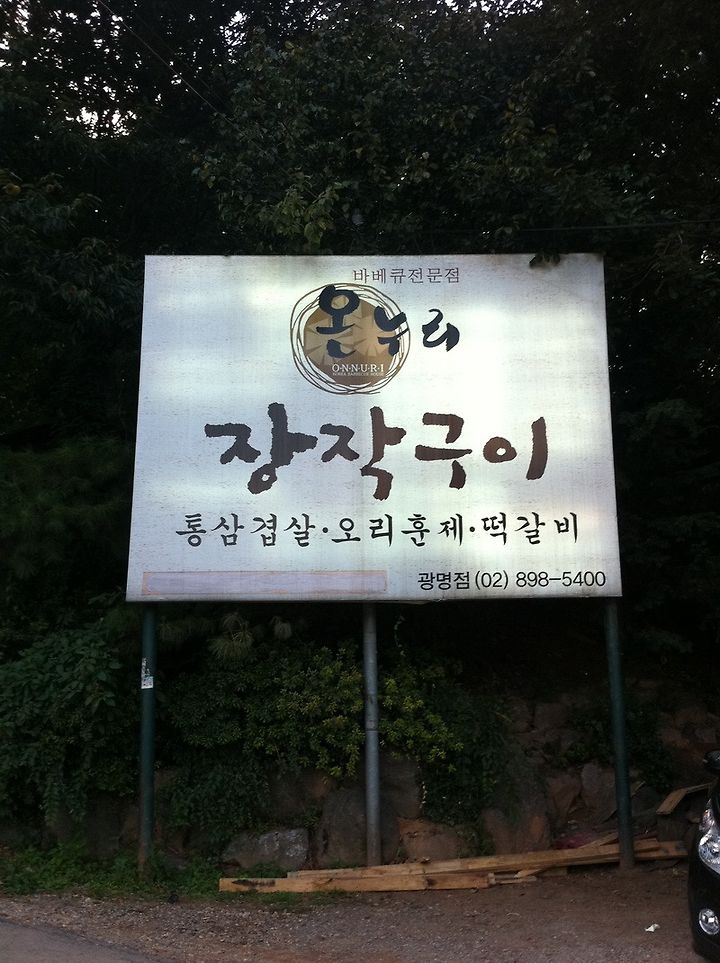 바베큐전문점
온누리
O·N·N·U·R·I
장작구이
통삼겹살·오리훈제·떡갈비
광명점 (02) 898-5400